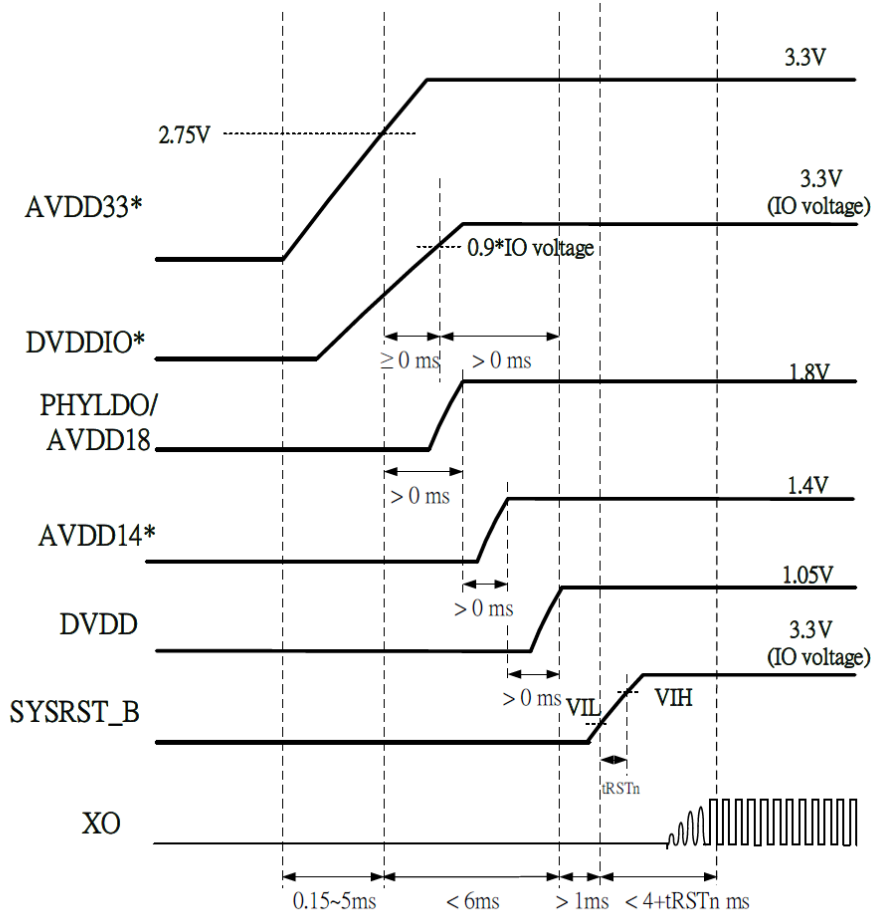 3.3V
2.75V
AVDD33*
3.3V
(IO voltage)
0.9*IO voltage
DVDDIO*
≥ 0 ms
> 0 ms
1.8V
PHYLDO/
AVDD18
> 0 ms
1.4V
AVDD14*
> 0 ms
1.05V
DVDD
3.3V
(IO voltage)
> 0 ms
VIL
VIH
SYSRST_B
tRSTn
XO
0.15~5ms
< 6ms
> 1ms
< 4+tRSTn ms